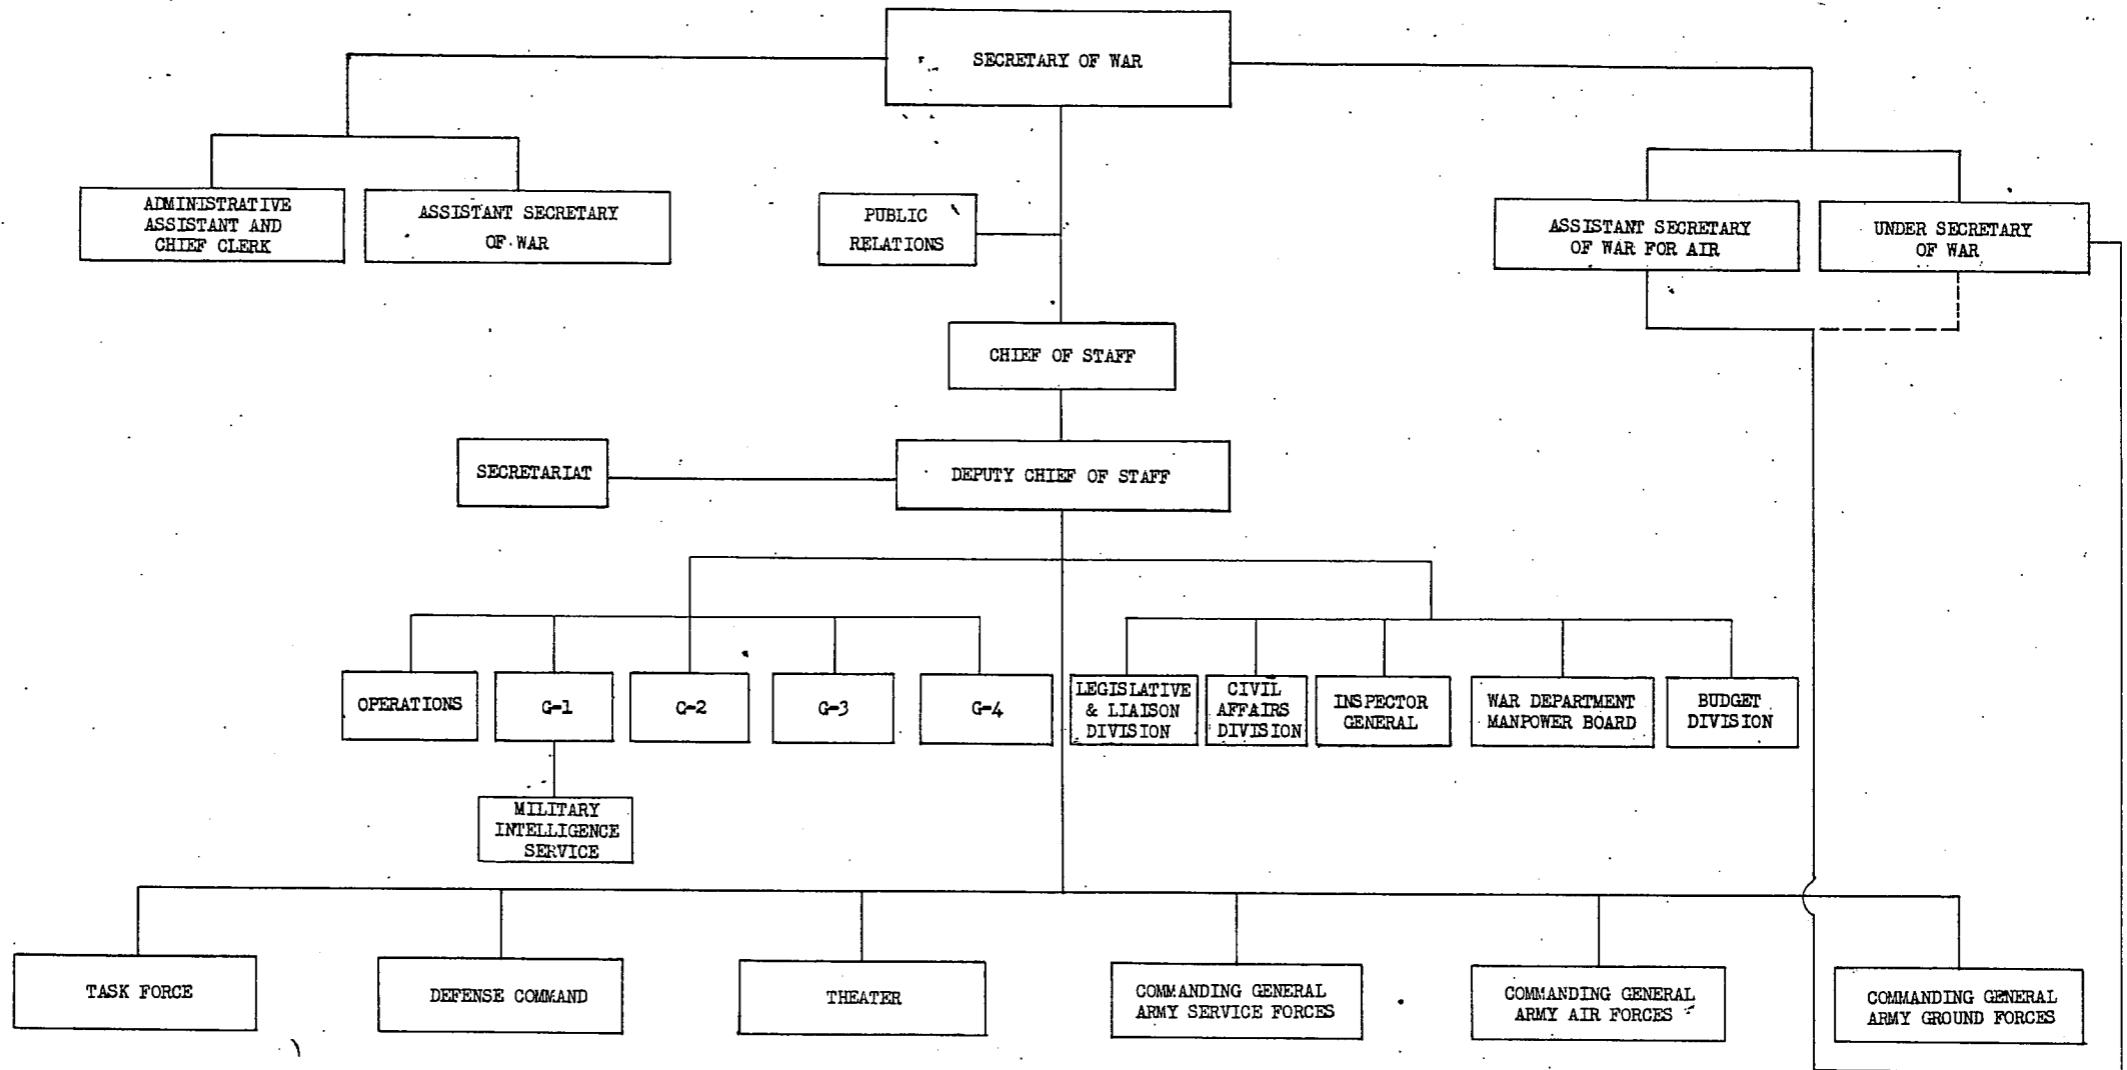 SECRETARY OF WAR
ADMINISTRATIVE
ASSISTANT AND
CHIEF CLERK
ASSISTANT SECRETARY
OF WAR
PUBLIC
RELATIONS
ASSISTANT SECRETARY
OF WAR FOR AIR
UNDER SECRETARY
OF WAR
CHIEF OF STAFF
SECRETARIAT
DEPUTY CHIEF OF STAFF
OPERATIONS
G-1
G-2
G-3
G-4
LEGISLATIVE
& LIAISON
DIVISION
CIVIL
AFFAIRS
DIVISION
INSPECTOR
GENERAL
WAR DEPARTMENT
MANPOWER BOARD
BUDGET
DIVISION
MILITARY
INTELLIGENCE
SERVICE
TASK FORCE
DEFENSE COMMAND
THEATER
COMMANDING GENERAL
ARMY SERVICE FORCES
COMMANDING GENERAL
ARMY AIR FORCES
COMMANDING GENERAL
ARMY GROUND FORCES